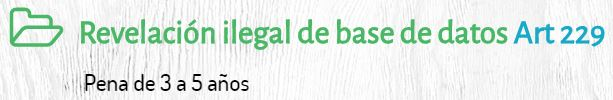 Revelación ilegal de base de datos Art 229
Pena de 3 a 5 años